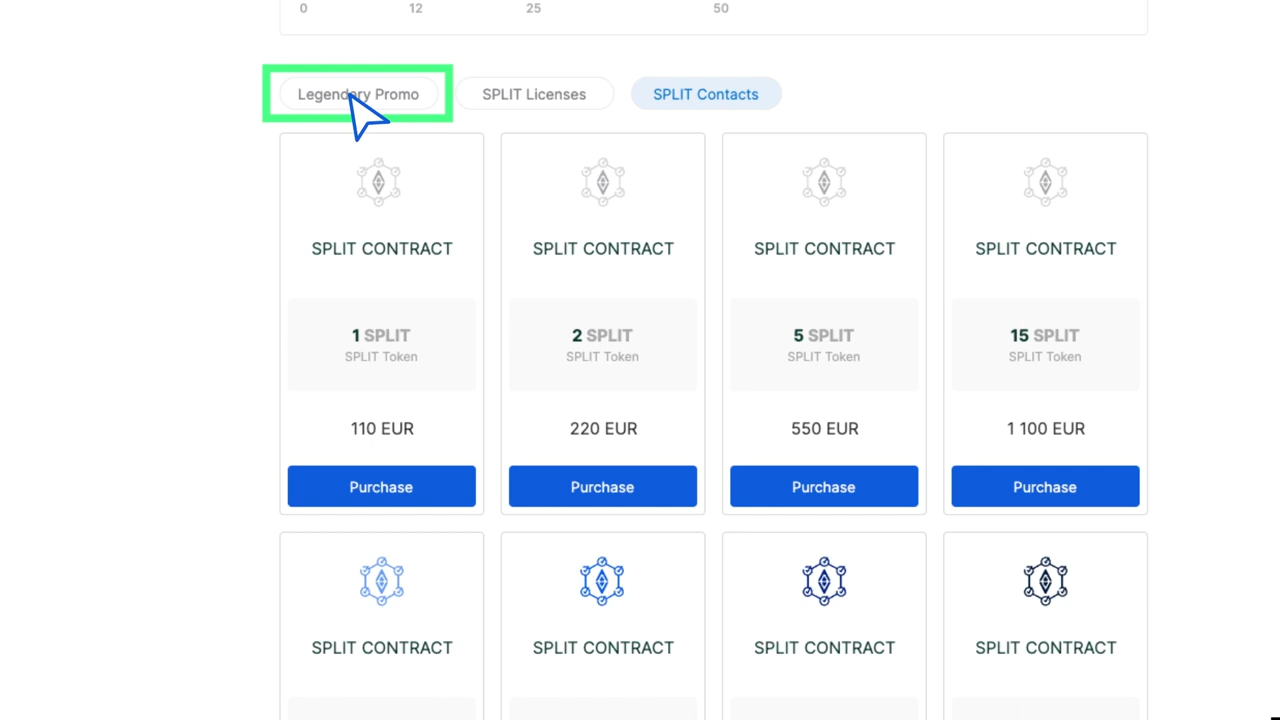 0 12 25 50
Legendary Promo SPLIT Licenses SPLIT Contacts
SPLIT CONTRACT SPLIT CONTRACT SPLIT CONTRACT SPLIT CONTRACT
1 SPLIT 2 SPLIT 5 SPLIT 15 SPLIT
SPLIT Token SPLIT Token SPLIT Token SPLIT Token
110 EUR 220 EUR 550 EUR 1 100 EUR
Purchase Purchase Purchase Purchase
SPLIT CONTRACT SPLIT CONTRACT SPLIT CONTRACT SPLIT CONTRACT